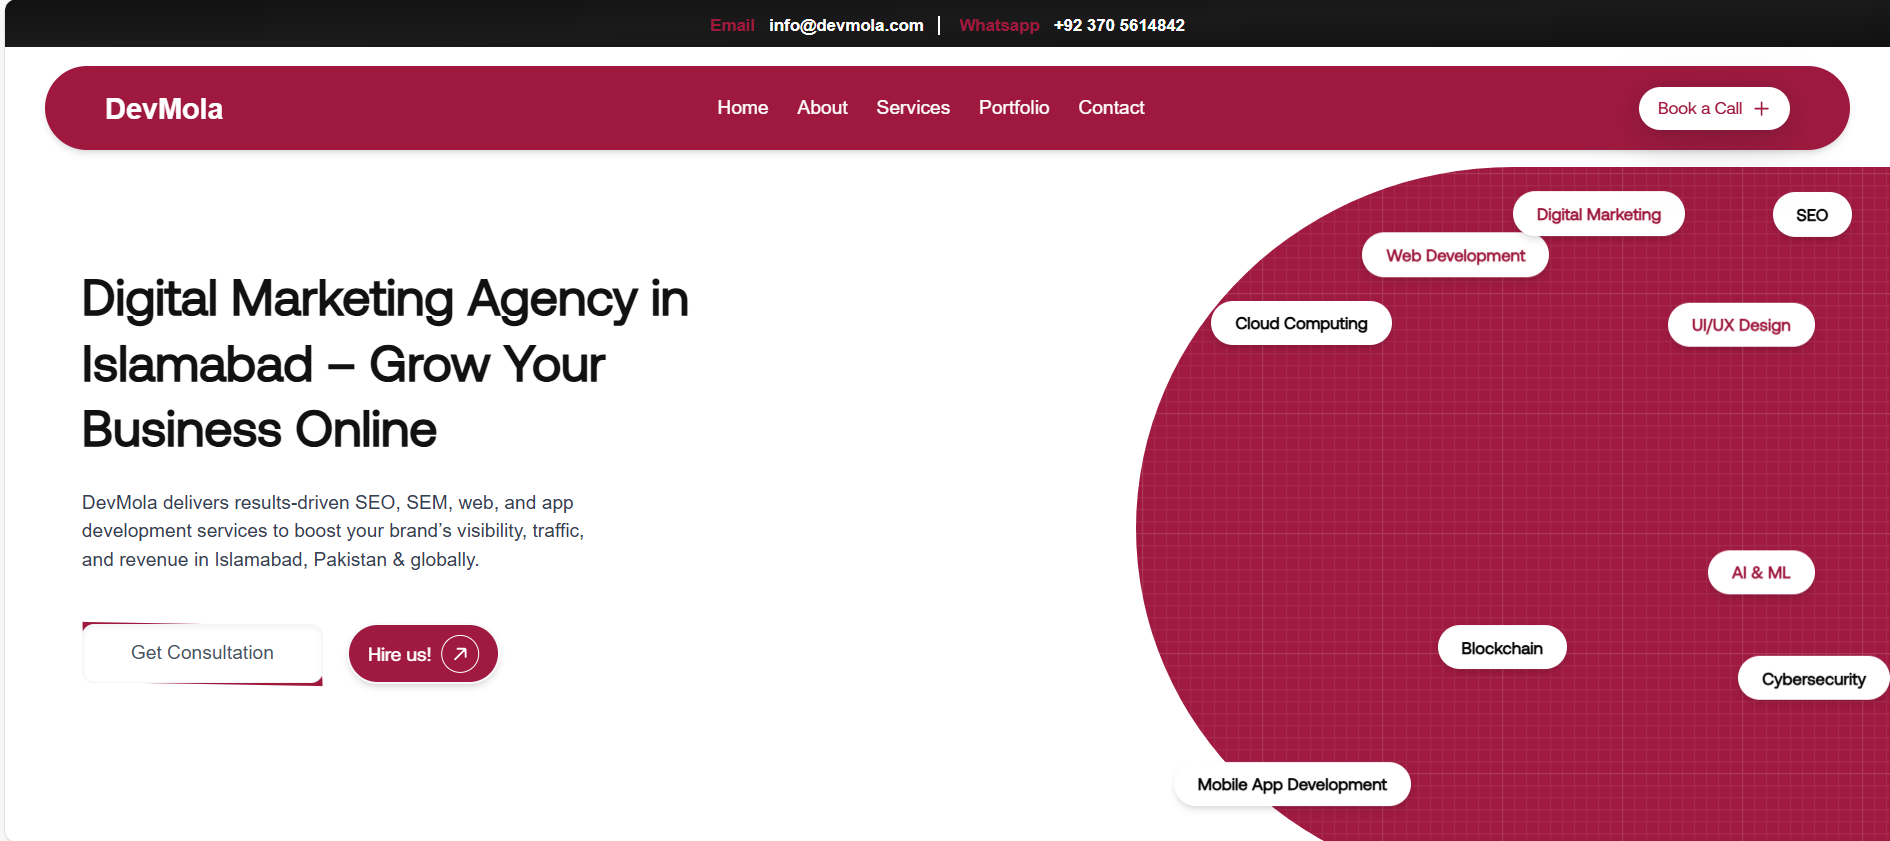 Email info@devmola.com | Whatsapp +92 370 5614842
DevMola
Home About Services Portfolio Contact
Book a Call +
Digital Marketing Agency in
Islamabad – Grow Your
Business Online
DevMola delivers results-driven SEO, SEM, web, and app
development services to boost your brand’s visibility, traffic,
and revenue in Islamabad, Pakistan & globally.
Get Consultation
Hire us!
Digital Marketing
SEO
Web Development
Cloud Computing
UI/UX Design
AI & ML
Blockchain
Cybersecurity
Mobile App Development